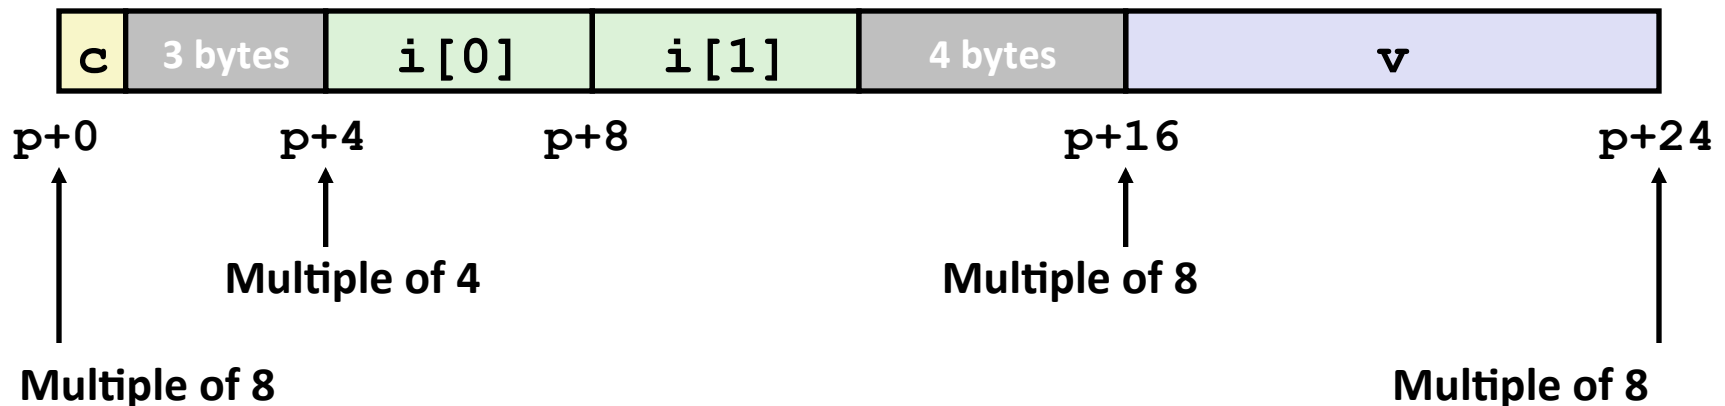 c 3 bytes i[0] i[1] 4 bytes v
p+0 p+4 p+8 p+16 p+24
Multiple of 4 Multiple of 8
Multiple of 8 Multiple of 8